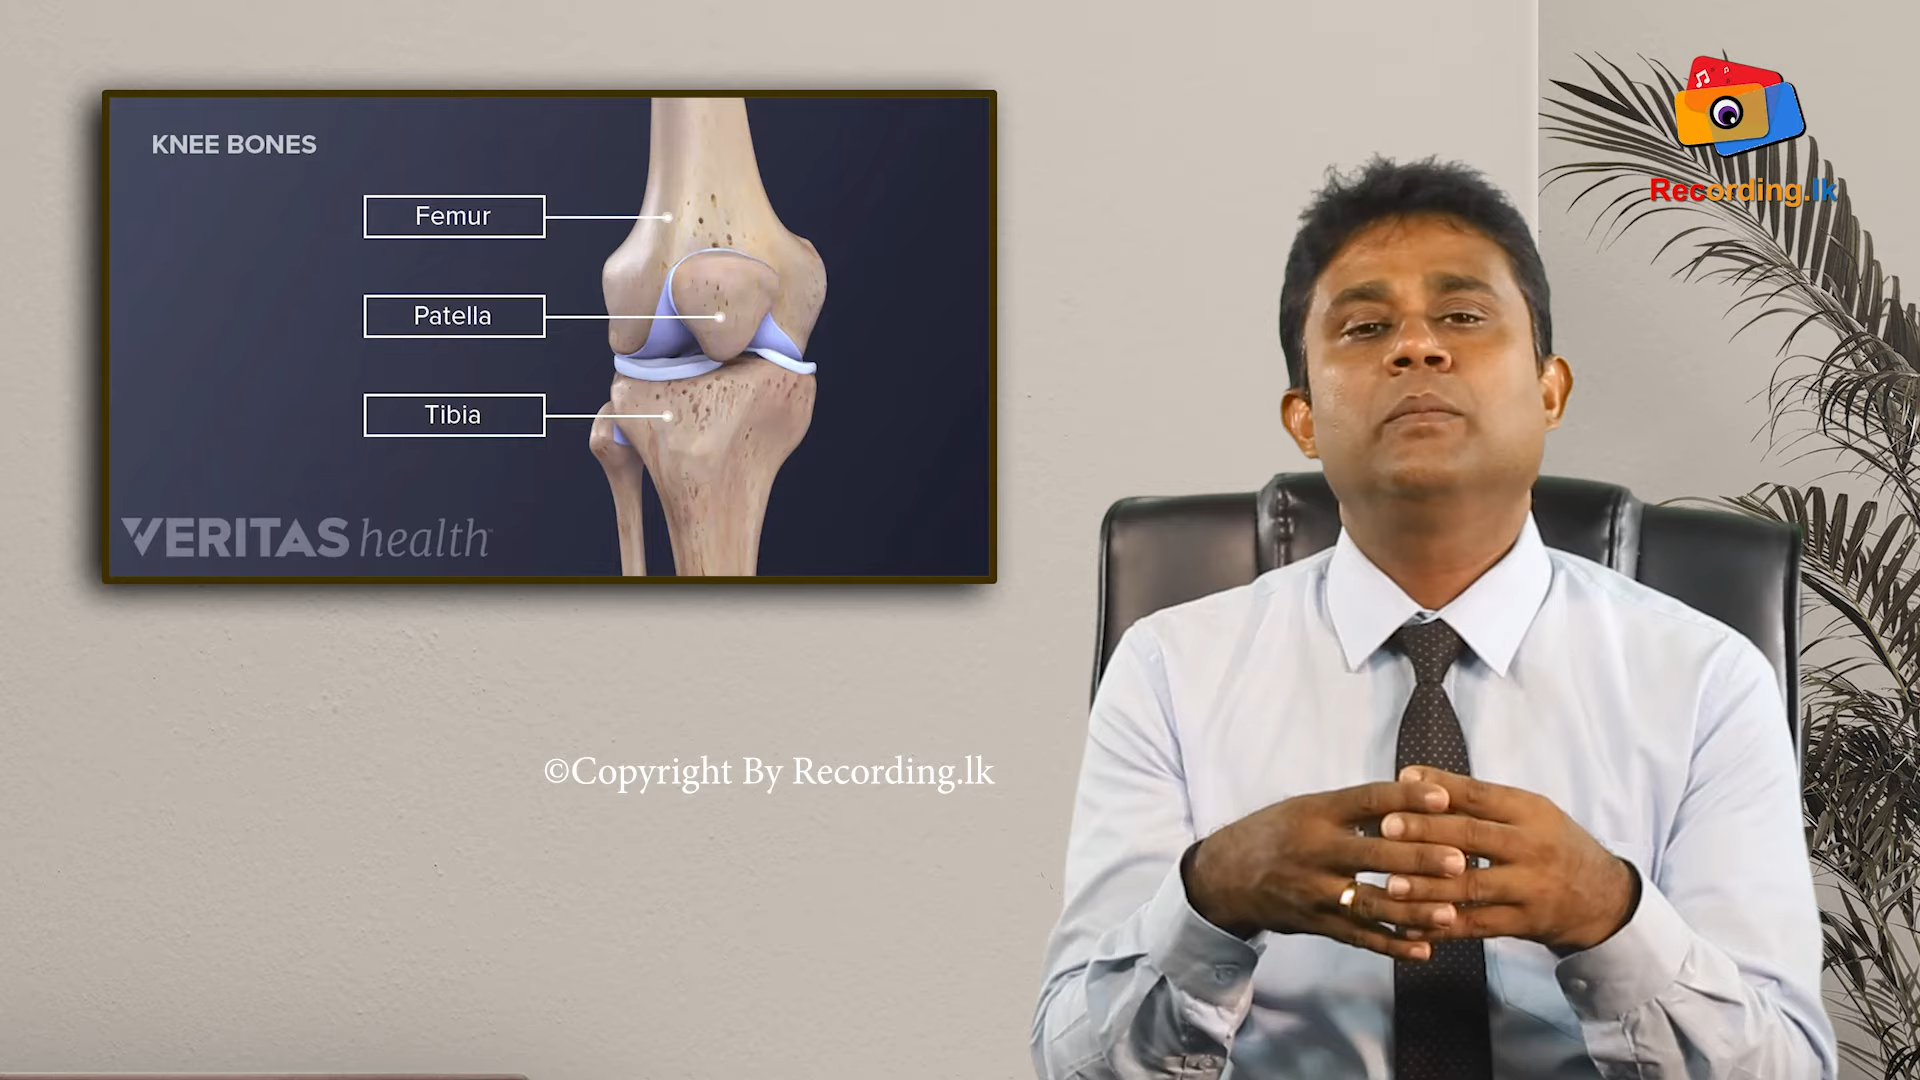 KNEE BONES
Femur
Patella
Tibia
VERITAS health
Recording.lk
©Copyright By Recording.lk